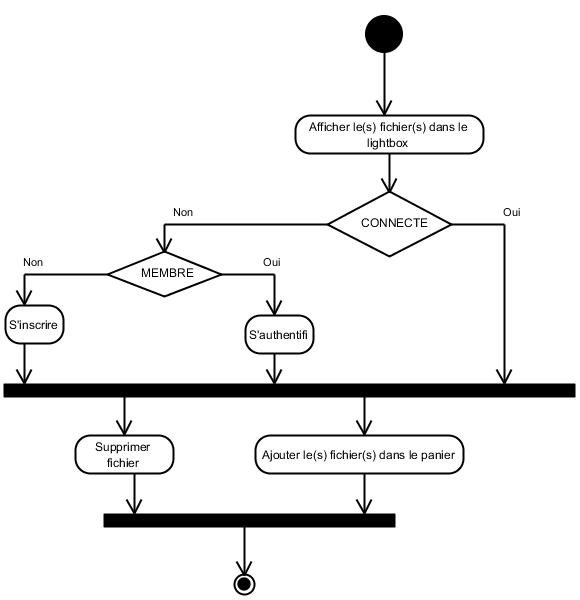 Afficher le(s) fichier(s) dans le
lightbox
CONNECTE
Non
Oui
MEMBRE
Non
Oui
S'inscrire
S'authentifi
Supprimer
fichier
Ajouter le(s) fichier(s) dans le panier